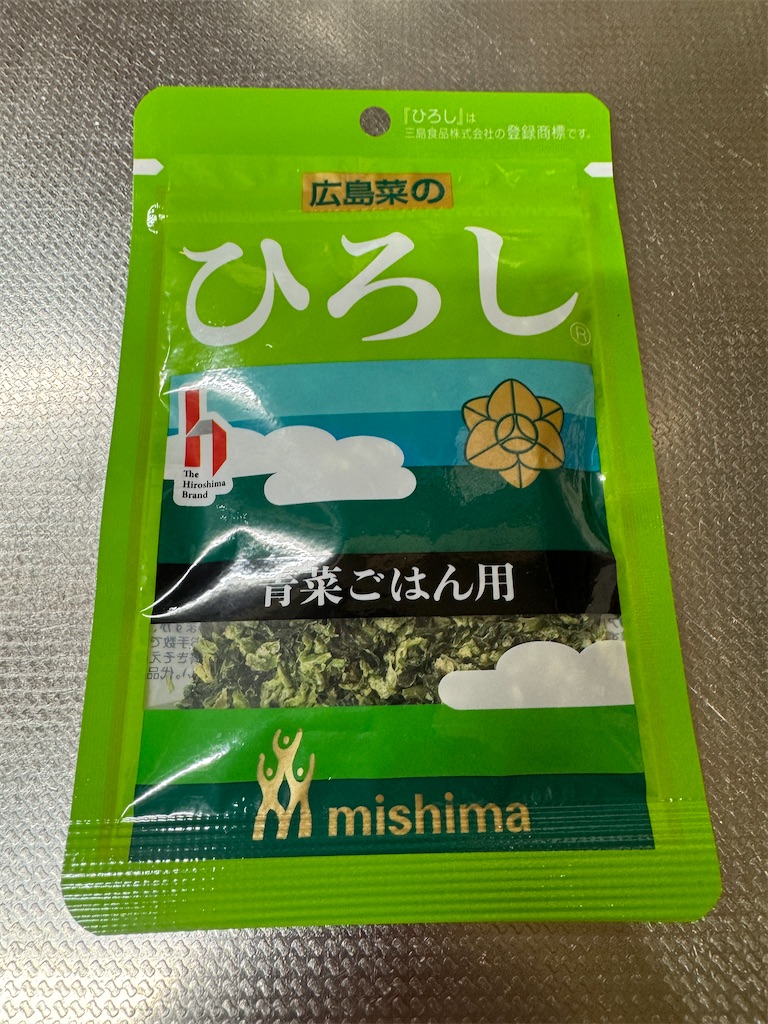 『ひろし』は
三島食品株式会社の登録商標です。
広島菜の
ひろし®
h
The
Hiroshima
Brand
青菜ごはん用
mishima